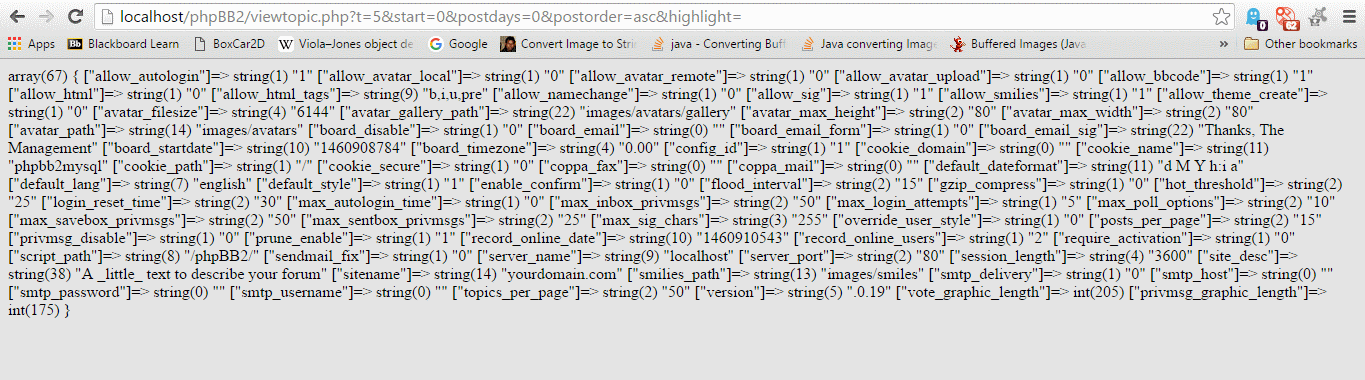 localhost/phpBB2/viewtopic.php?t=5&start=0&postdays=0&postorder=asc&highlight=
0 62
Apps Bb Blackboard Learn BoxCar2D W Viola–Jones object de Google Convert Image to Strin java - Converting Buff Java converting Image Buffered Images (Java » Other bookmarks
array(67) { ["allow_autologin"]=> string(1) "1" ["allow_avatar_local"]=> string(1) "0" ["allow_avatar_remote"]=> string(1) "0" ["allow_avatar_upload"]=> string(1) "0" ["allow_bbcode"]=> string(1) "1"
["allow_html"]=> string(1) "0" ["allow_html_tags"]=> string(9) "b,i,u,pre" ["allow_namechange"]=> string(1) "0" ["allow_sig"]=> string(1) "1" ["allow_smilies"]=> string(1) "1" ["allow_theme_create"]=>
string(1) "0" ["avatar_filesize"]=> string(4) "6144" ["avatar_gallery_path"]=> string(22) "images/avatars/gallery" ["avatar_max_height"]=> string(2) "80" ["avatar_max_width"]=> string(2) "80"
["avatar_path"]=> string(14) "images/avatars" ["board_disable"]=> string(1) "0" ["board_email"]=> string(0) "" ["board_email_form"]=> string(1) "0" ["board_email_sig"]=> string(22) "Thanks, The
Management" ["board_startdate"]=> string(10) "1460908784" ["board_timezone"]=> string(4) "0.00" ["config_id"]=> string(1) "1" ["cookie_domain"]=> string(0) "" ["cookie_name"]=> string(11)
"phpbb2mysql" ["cookie_path"]=> string(1) "/" ["cookie_secure"]=> string(1) "0" ["coppa_fax"]=> string(0) "" ["coppa_mail"]=> string(0) "" ["default_dateformat"]=> string(11) "d M Y h:i a"
["default_lang"]=> string(7) "english" ["default_style"]=> string(1) "1" ["enable_confirm"]=> string(1) "0" ["flood_interval"]=> string(2) "15" ["gzip_compress"]=> string(1) "0" ["hot_threshold"]=> string(2)
"25" ["login_reset_time"]=> string(2) "30" ["max_autologin_time"]=> string(1) "0" ["max_inbox_privmsgs"]=> string(2) "50" ["max_login_attempts"]=> string(1) "5" ["max_poll_options"]=> string(2) "10"
["max_savebox_privmsgs"]=> string(2) "50" ["max_sentbox_privmsgs"]=> string(2) "25" ["max_sig_chars"]=> string(3) "255" ["override_user_style"]=> string(1) "0" ["posts_per_page"]=> string(2) "15"
["privmsg_disable"]=> string(1) "0" ["prune_enable"]=> string(1) "1" ["record_online_date"]=> string(10) "1460910543" ["record_online_users"]=> string(1) "2" ["require_activation"]=> string(1) "0"
["script_path"]=> string(8) "/phpBB2/" ["sendmail_fix"]=> string(1) "0" ["server_name"]=> string(9) "localhost" ["server_port"]=> string(2) "80" ["session_length"]=> string(4) "3600" ["site_desc"]=>
string(38) "A _little_ text to describe your forum" ["sitename"]=> string(14) "yourdomain.com" ["smilies_path"]=> string(13) "images/smiles" ["smtp_delivery"]=> string(1) "0" ["smtp_host"]=> string(0) ""
["smtp_password"]=> string(0) "" ["smtp_username"]=> string(0) "" ["topics_per_page"]=> string(2) "50" ["version"]=> string(5) ".0.19" ["vote_graphic_length"]=> int(205) ["privmsg_graphic_length"]=>
int(175) }